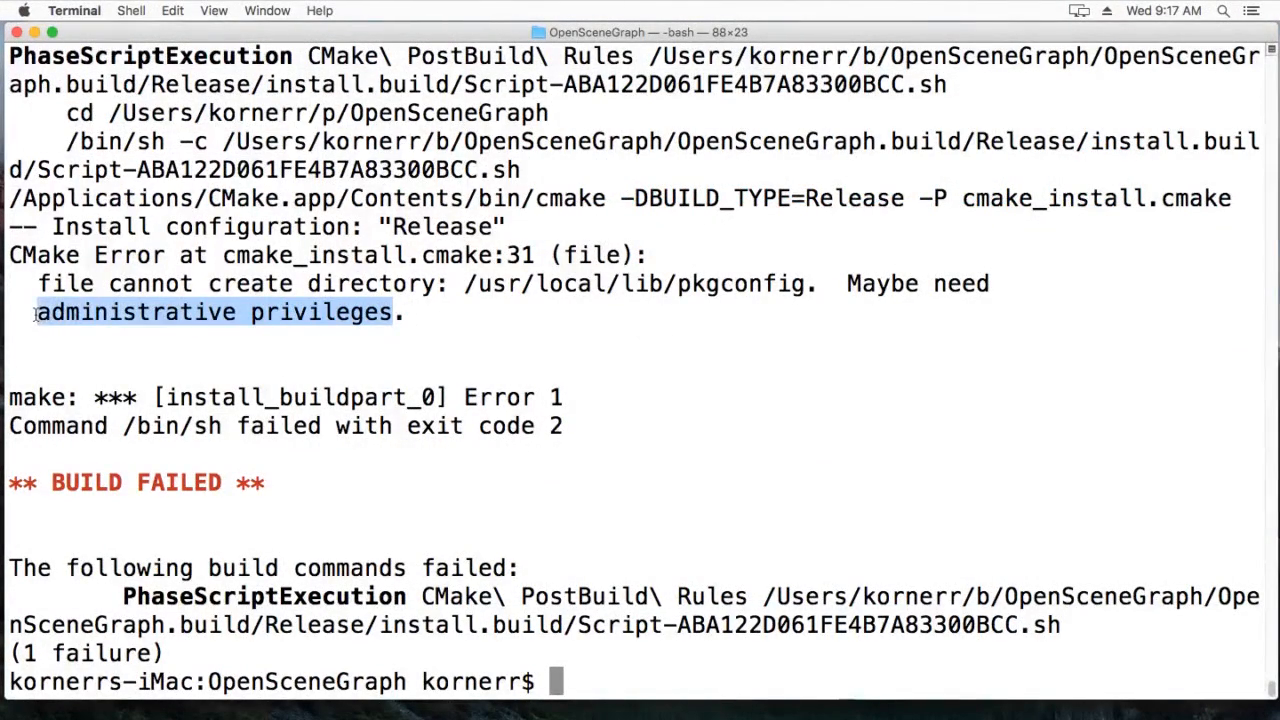 Terminal Shell Edit View Window Help Wed 9:17 AM
OpenSceneGraph — -bash — 88×23
PhaseScriptExecution CMake\ PostBuild\ Rules /Users/kornerr/b/OpenSceneGraph/OpenSceneGr
aph.build/Release/install.build/Script-ABA122D061FE4B7A83300BCC.sh
cd /Users/kornerr/p/OpenSceneGraph
/bin/sh -c /Users/kornerr/b/OpenSceneGraph/OpenSceneGraph.build/Release/install.buil
d/Script-ABA122D061FE4B7A83300BCC.sh
/Applications/CMake.app/Contents/bin/cmake -DBUILD_TYPE=Release -P cmake_install.cmake
-- Install configuration: "Release"
CMake Error at cmake_install.cmake:31 (file):
file cannot create directory: /usr/local/lib/pkgconfig.  Maybe need
administrative privileges.
make: *** [install_buildpart_0] Error 1
Command /bin/sh failed with exit code 2
** BUILD FAILED **
The following build commands failed:
PhaseScriptExecution CMake\ PostBuild\ Rules /Users/kornerr/b/OpenSceneGraph/Ope
nSceneGraph.build/Release/install.build/Script-ABA122D061FE4B7A83300BCC.sh
(1 failure)
kornerrs-iMac:OpenSceneGraph kornerr$